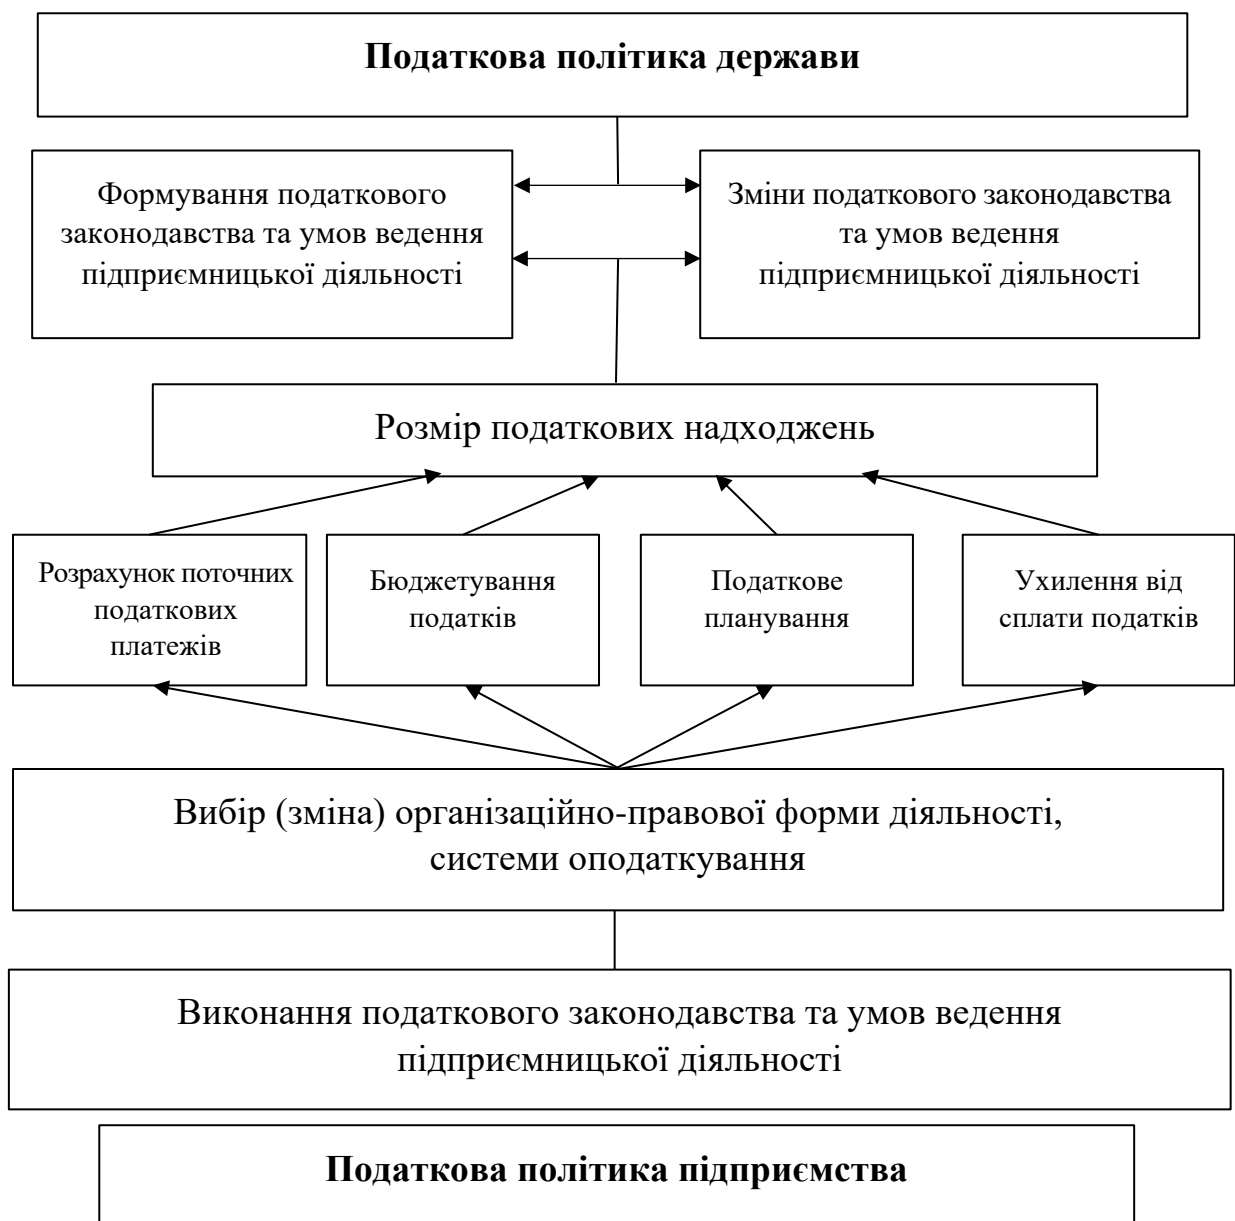 Податкова політика держави
Формування податкового
законодавства та умов ведення
підприємницької діяльності
Зміни податкового законодавства
та умов ведення
підприємницької діяльності
Розмір податкових надходжень
Розрахунок поточних
податкових
платежів
Бюджетування
податків
Податкове
планування
Ухилення від
сплати податків
Вибір (зміна) організаційно-правової форми діяльності,
системи оподаткування
Виконання податкового законодавства та умов ведення
підприємницької діяльності
Податкова політика підприємства